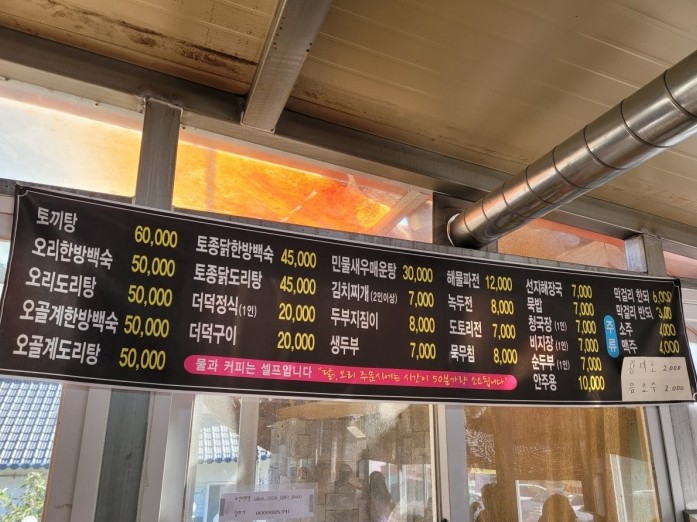 토끼탕 60,000
오리한방백숙 50,000
오리도리탕 50,000
오골계한방백숙 50,000
오골계도리탕 50,000
토종닭한방백숙 45,000
토종닭도리탕 45,000
더덕정식(1인) 20,000
더덕구이 20,000
민물새우매운탕 30,000
김치찌개(2인이상) 7,000
두부지짐이 8,000
생두부 7,000
해물파전 12,000
녹두전 8,000
도토리전 7,000
묵무침 8,000
선지해장국 7,000
묵밥 7,000
청국장(1인) 7,000
비지장(1인) 7,000
순두부(1인) 7,000
안주용 10,000
주류
막걸리 한되 6,000
막걸리 반되
소주 4,000
맥주 4,000
2,000
음료수 2,000
물과 커피는 셀프입니다 "닭,오리 주문시에는 시간이 50분가량 소요됩니다"